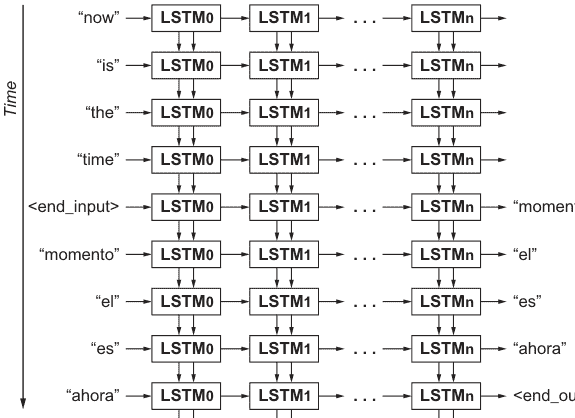 “now” LSTM0 LSTM1 ... LSTMn
“is” LSTM0 LSTM1 ... LSTMn
“the” LSTM0 LSTM1 ... LSTMn
“time” LSTM0 LSTM1 ... LSTMn
<end_input> LSTM0 LSTM1 ... LSTMn “momen
“momento” LSTM0 LSTM1 ... LSTMn “el”
“el” LSTM0 LSTM1 ... LSTMn “es”
“es” LSTM0 LSTM1 ... LSTMn “ahora”
“ahora” LSTM0 LSTM1 ... LSTMn <end_ou
Time